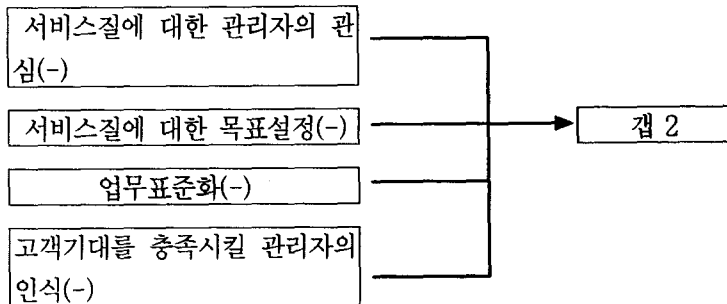 서비스질에 대한 관리자의 관
심(-)
서비스질에 대한 목표설정(-)
갭 2
업무표준화(-)
고객기대를 충족시킬 관리자의
인식(-)